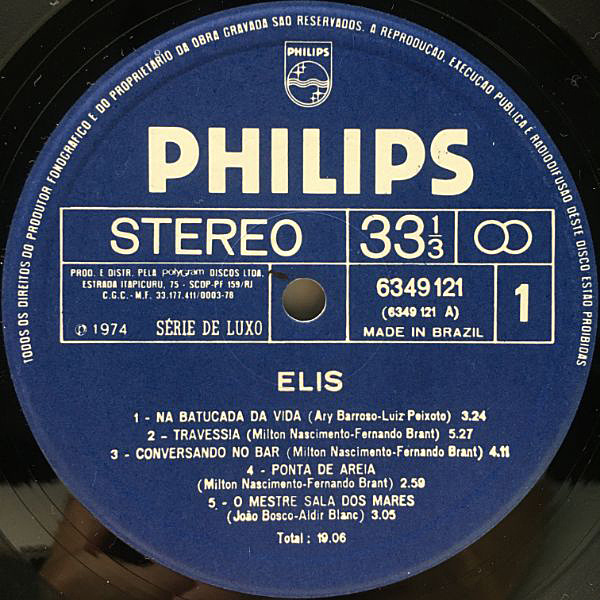 TODOS OS DIREITOS DO PRODUTOR FONOGRÁFICO E DO PROPRIETÁRIO DA OBRA GRAVADA SÃO RESERVADOS. A REPRODUÇÃO, EXECUÇÃO PÚBLICA E RADIODIFUSÃO DESTE DISCO ESTÃO PROIBIDAS
PHILIPS
PHILIPS
STEREO 33 1/3
PROD. E DISTR. PELA polygram DISCOS LTDA.
ESTRADA ITAPICURU, 75 - SCOP-PF 159/RJ
C.G.C.- M.F. 33.177.411/0003-78
℗ 1974 SÉRIE DE LUXO
6349 121
(6349 121 A)
MADE IN BRAZIL
1
ELIS
1 - NA BATUCADA DA VIDA (Ary Barroso-Luiz Peixoto) 3.24
2 - TRAVESSIA (Milton Nascimento-Fernando Brant) 5.27
3 - CONVERSANDO NO BAR (Milton Nascimento-Fernando Brant) 4.11
4 - PONTA DE AREIA
(Milton Nascimento-Fernando Brant) 2.59
5 - O MESTRE SALA DOS MARES
(João Bosco-Aldir Blanc) 3.05
Total : 19.06